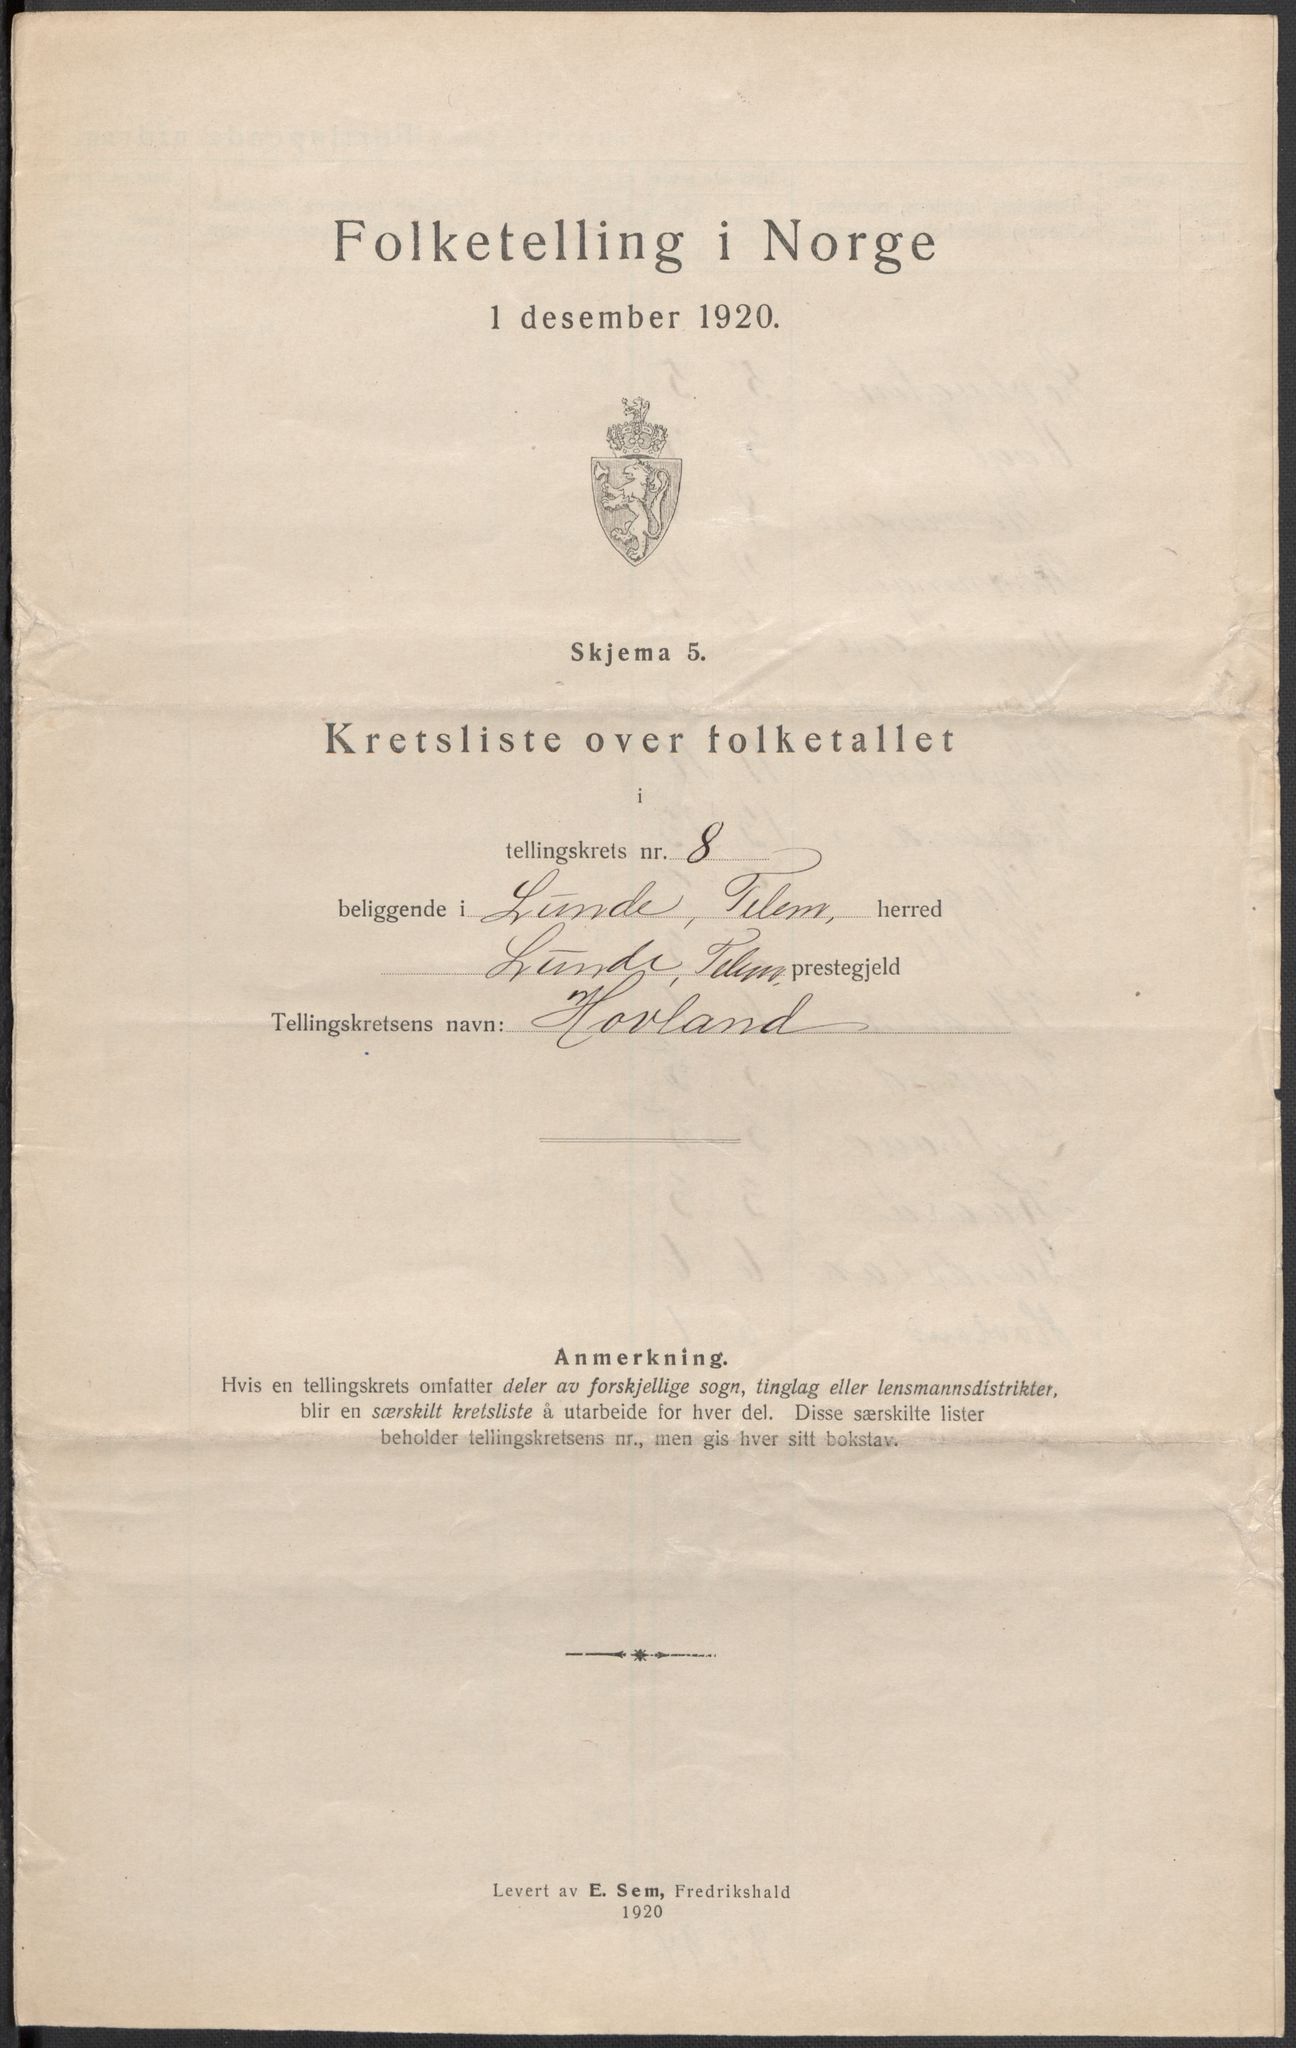 Folketelling i Norge
1 desember 1920.
Skjema 5.
Kretsliste over folketallet
i
tellingskrets nr. 8
beliggende i Lunde, Telem, herred
Lunde, Telem. prestegjeld
Tellingskretsens navn: Hovland
Anmerkning.
Hvis en tellingskrets omfatter deler av forskjellige sogn, tinglag eller lensmannsdistrikter,
blir en særskilt kretsliste å utarbeide for hver del. Disse særskilte lister
beholder tellingskretsens nr., men gis hver sitt bokstav.
Levert av E. Sem, Fredrikshald
1920